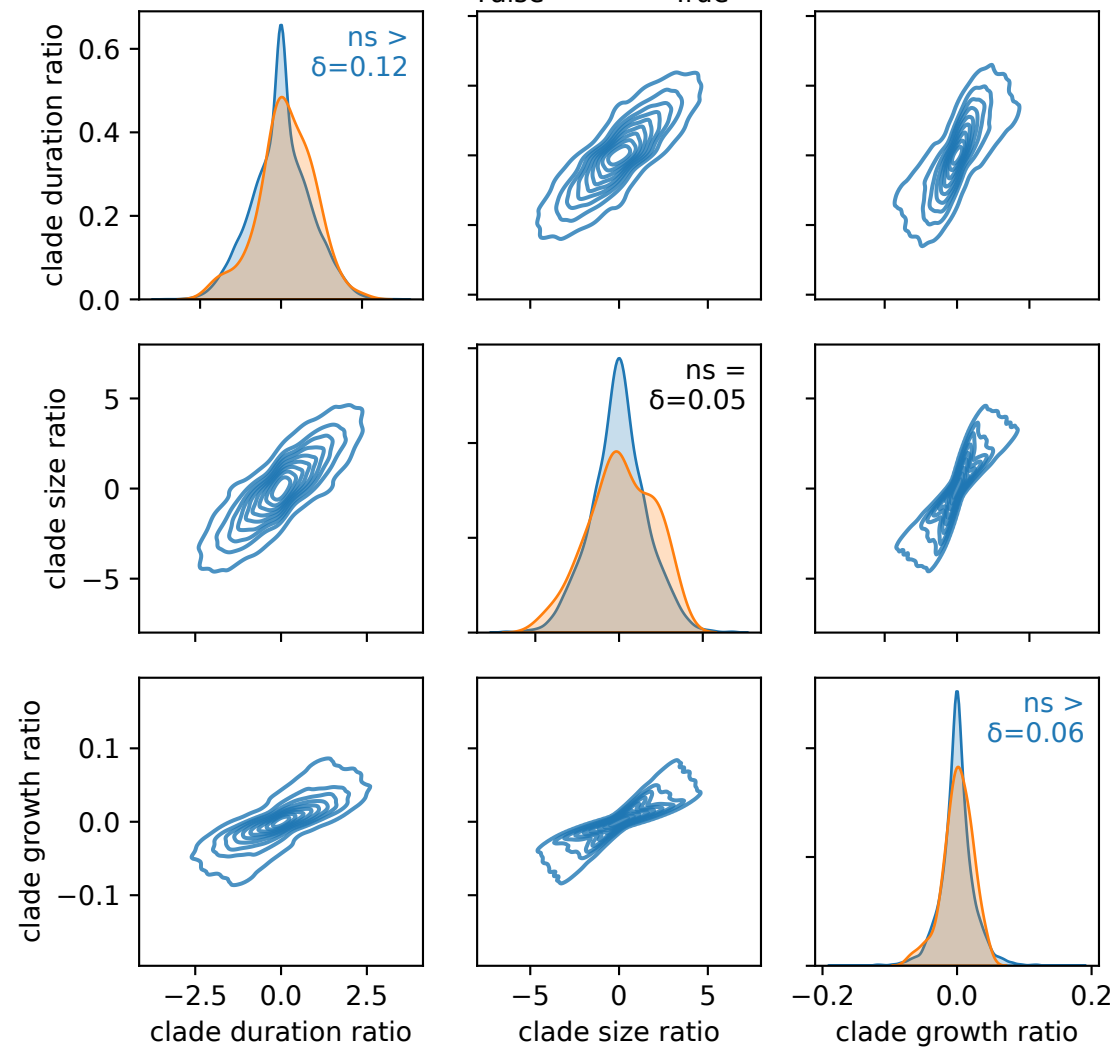 True
clade duration ratio
0.6
0.4
0.2
0.0
ns >
δ=0.12
clade size ratio
5
0
−5
ns =
δ=0.05
clade growth ratio
0.1
0.0
−0.1
ns >
δ=0.06
−2.5 0.0 2.5
−5 0 5
−0.2 0.0 0.2
clade duration ratio
clade size ratio
clade growth ratio